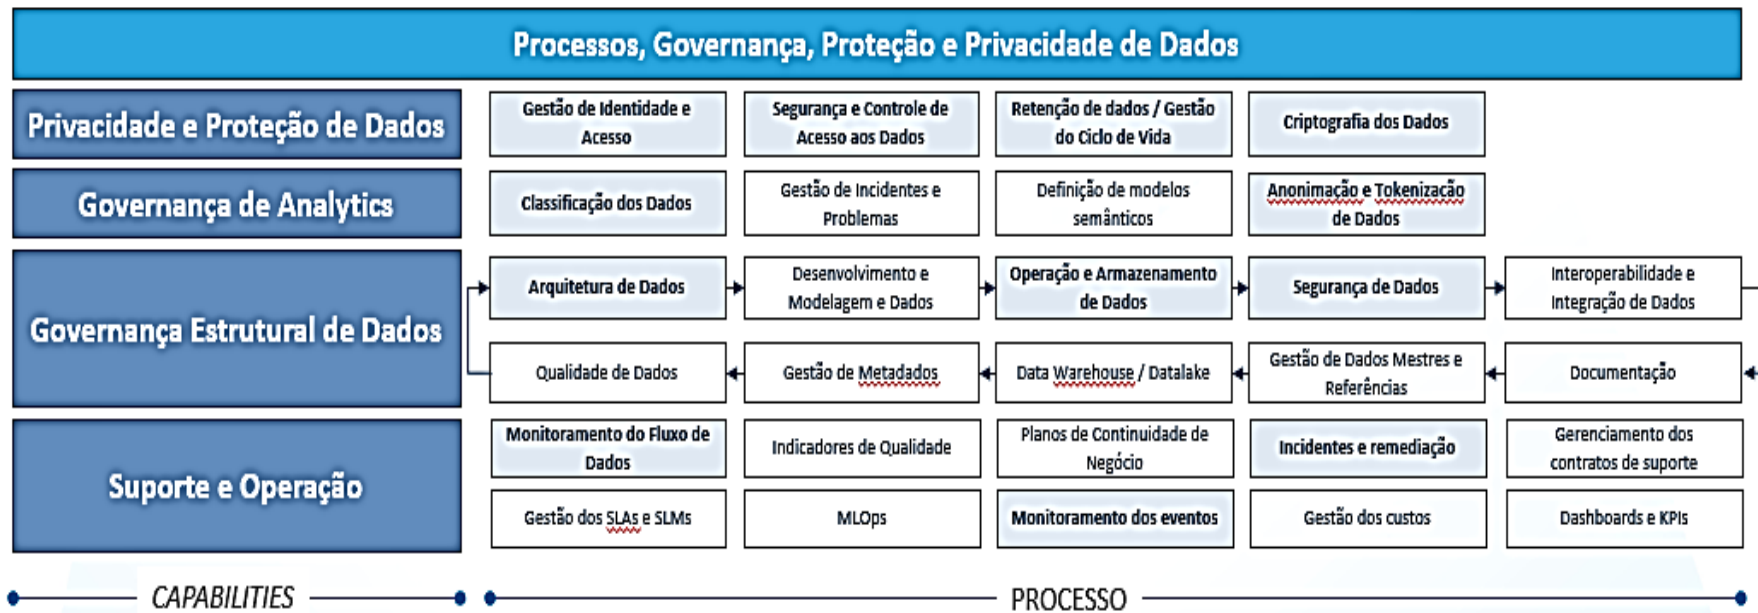 Processos, Governança, Proteção e Privacidade de Dados
Privacidade e Proteção de Dados
Gestão de Identidade e
Acesso
Segurança e Controle de
Acesso aos Dados
Retenção de dados / Gestão
do Ciclo de Vida
Criptografia dos Dados
Governança de Analytics
Classificação dos Dados
Gestão de Incidentes e
Problemas
Definição de modelos
semânticos
Anonimação e Tokenização
de Dados
Governança Estrutural de Dados
Arquitetura de Dados
Desenvolvimento e
Modelagem e Dados
Operação e Armazenamento
de Dados
Segurança de Dados
Interoperabilidade e
Integração de Dados
Qualidade de Dados
Gestão de Metadados
Data Warehouse / Datalake
Gestão de Dados Mestres e
Referências
Documentação
Suporte e Operação
Monitoramento do Fluxo de
Dados
Indicadores de Qualidade
Planos de Continuidade de
Negócio
Incidentes e remediação
Gerenciamento dos
contratos de suporte
Gestão dos SLAs e SLMs
MLOps
Monitoramento dos eventos
Gestão dos custos
Dashboards e KPIs
CAPABILITIES
PROCESSO